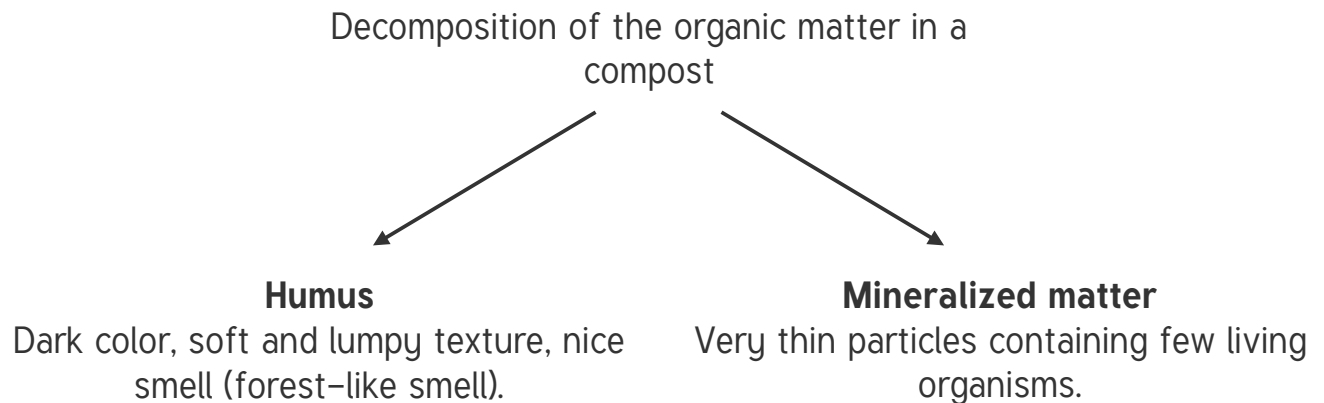 Decomposition of the organic matter in a
compost
Humus
Dark color, soft and lumpy texture, nice
smell (forest-like smell).
Mineralized matter
Very thin particles containing few living
organisms.